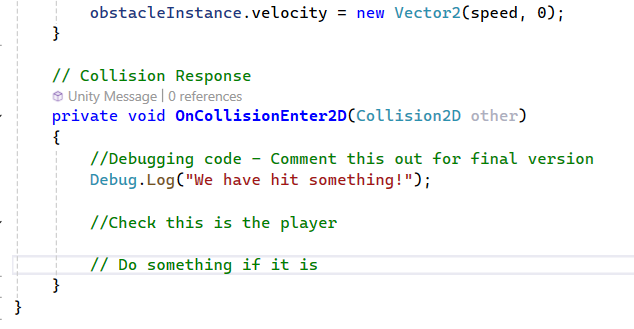 obstacleInstance.velocity = new Vector2(speed, 0);
}
// Collision Response
Unity Message | 0 references
private void OnCollisionEnter2D(Collision2D other)
{
//Debugging code - Comment this out for final version
Debug.Log("We have hit something!");
//Check this is the player
// Do something if it is
}
}